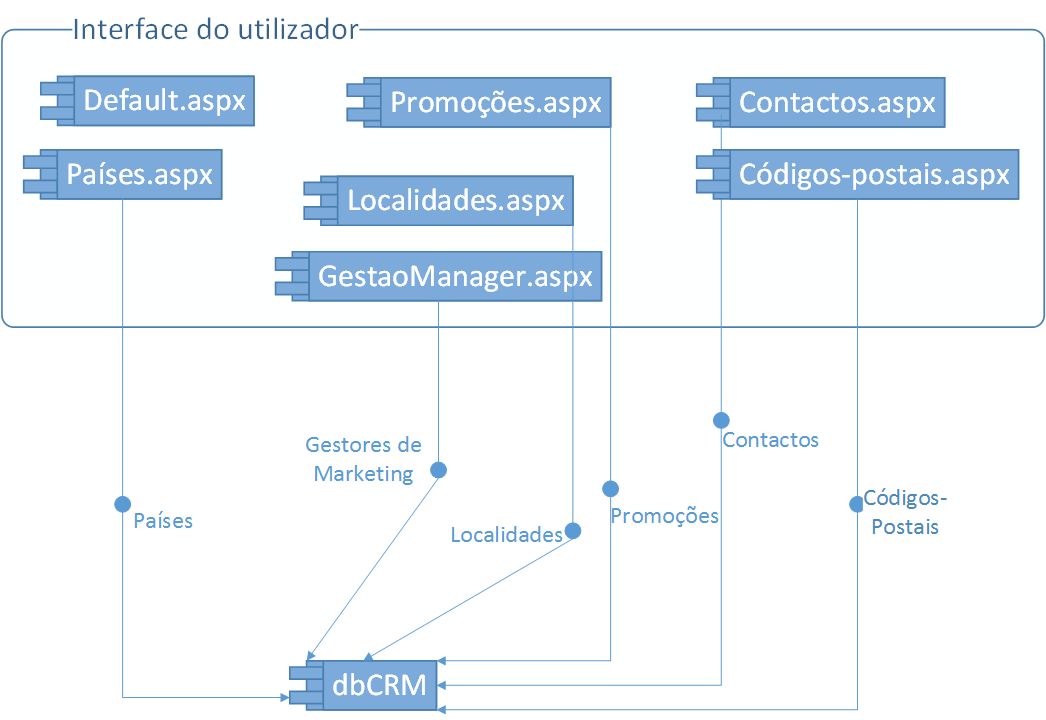 Interface do utilizador
Default.aspx
Promoções.aspx
Contactos.aspx
Países.aspx
Localidades.aspx
Códigos-postais.aspx
GestaoManager.aspx
Gestores de
Marketing
Contactos
Países
Localidades
Promoções
Códigos-
Postais
dbCRM